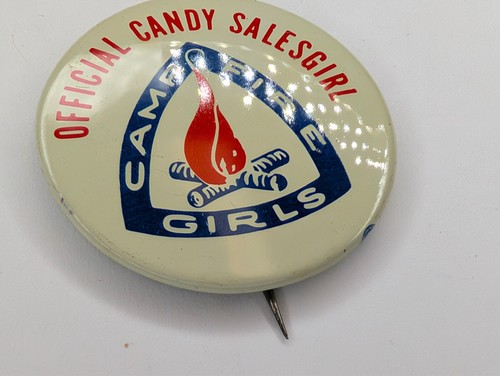 OFFICIAL CANDY SALESGIRL
CAMP FIRE
GIRLS